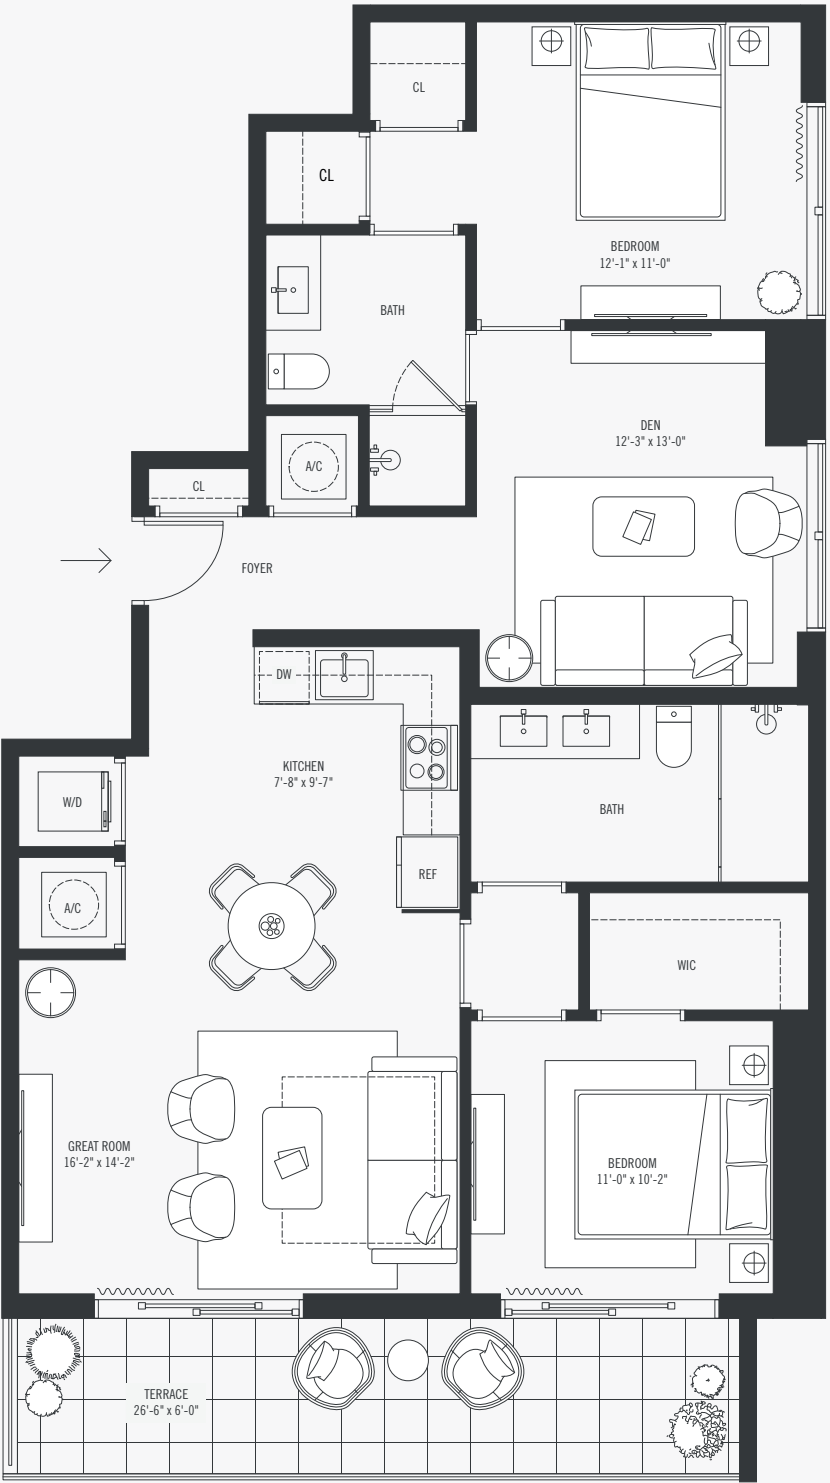 CL
CL
BEDROOM
12'-1" x 11'-0"
BATH
DEN
12'-3" x 13'-0"
A/C
CL
FOYER
DW
KITCHEN
7'-8" x 9'-7"
W/D
BATH
REF
A/C
WIC
GREAT ROOM
16'-2" x 14'-2"
BEDROOM
11'-0" x 10'-2"
TERRACE
26'-6" x 6'-0"